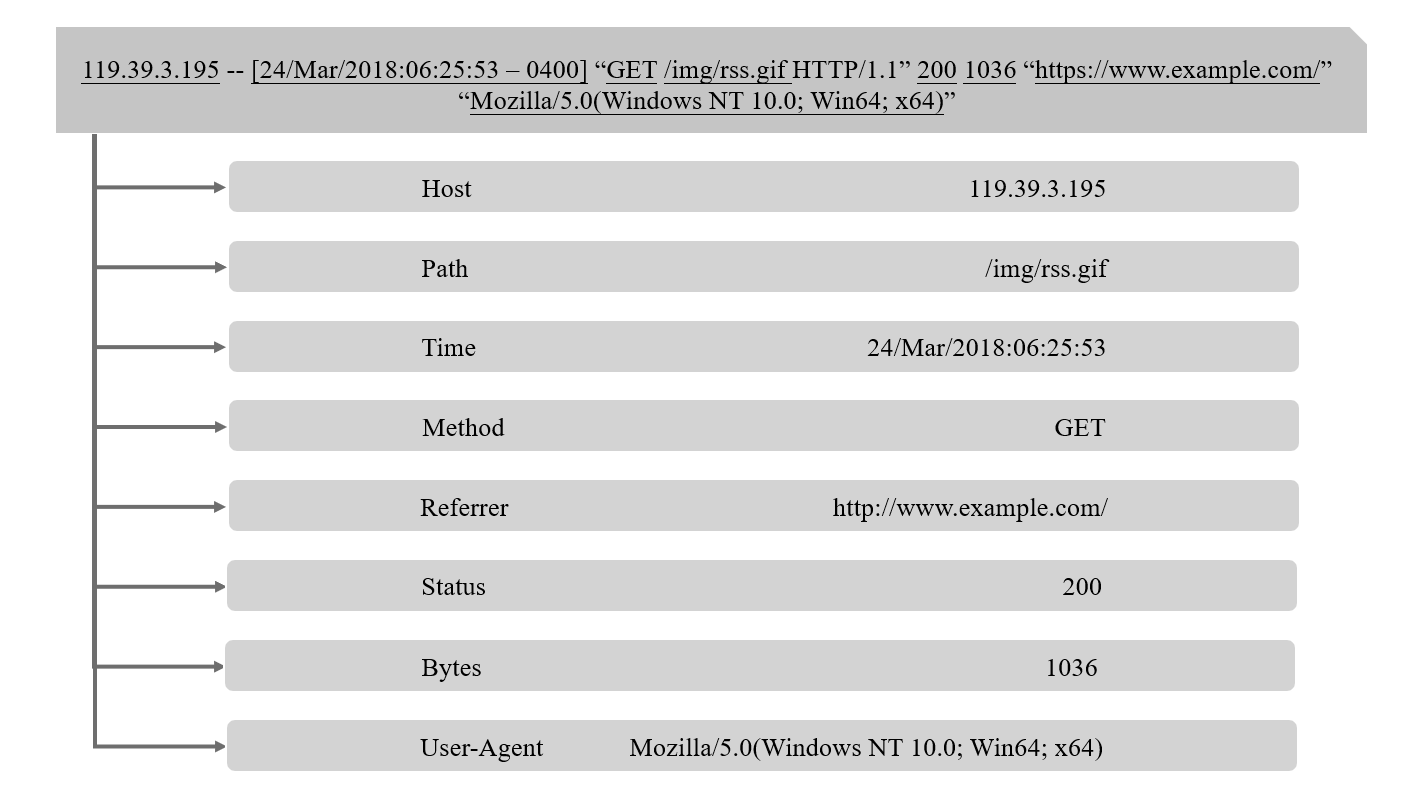 119.39.3.195 -- [24/Mar/2018:06:25:53 – 0400] “GET /img/rss.gif HTTP/1.1” 200 1036 “https://www.example.com/”
“Mozilla/5.0(Windows NT 10.0; Win64; x64)”
Host 119.39.3.195
Path /img/rss.gif
Time 24/Mar/2018:06:25:53
Method GET
Referrer http://www.example.com/
Status 200
Bytes 1036
User-Agent Mozilla/5.0(Windows NT 10.0; Win64; x64)